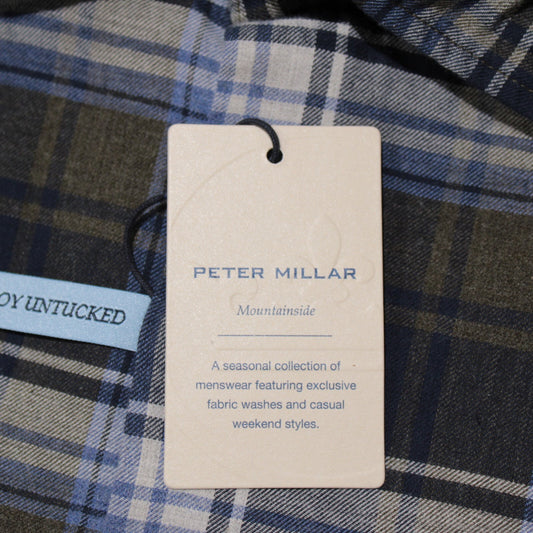 PETER MILLAR
Mountainside
A seasonal collection of
menswear featuring exclusive
fabric washes and casual
weekend styles.
OY UNTUCKED